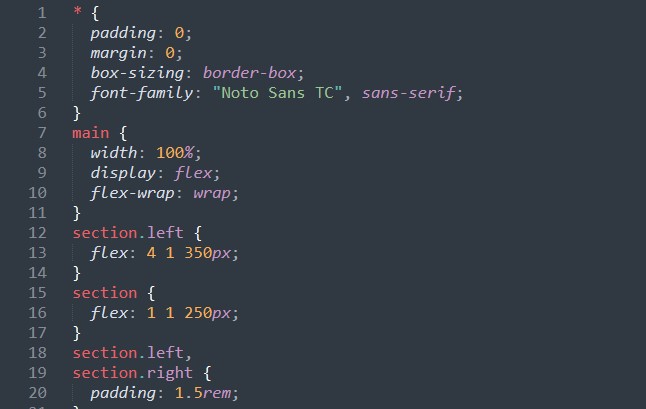 1 * {
2 padding: 0;
3 margin: 0;
4 box-sizing: border-box;
5 font-family: "Noto Sans TC", sans-serif;
6 }
7 main {
8 width: 100%;
9 display: flex;
10 flex-wrap: wrap;
11 }
12 section.left {
13 flex: 4 1 350px;
14 }
15 section {
16 flex: 1 1 250px;
17 }
18 section.left,
19 section.right {
20 padding: 1.5rem;